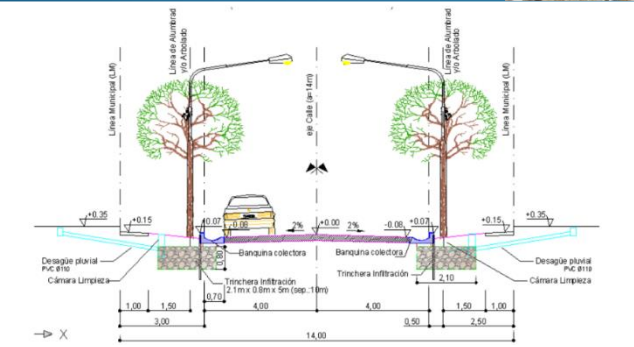 Línea Municipal (LM)
Línea de Alumbrad
y/o Arbolado
eje Calle (a=14m)
Línea de Alumbrad
y/o Arbolado
Línea Municipal (LM)
+0.35
+0.15
+0.07
-0.08
2%
+0.00
2%
-0.08
+0.07
+0.15
+0.35
Desagüe pluvial
PVC Ø110
Cámara Limpieza
0,80
Banquina colectora
Banquina colectora
Trinchera Infiltración
2.1m x 0.8m x 5m (sep.:10m)
Trinchera Infiltración
2,10
Desagüe pluvial
PVC Ø110
Cámara Limpieza
1,00
1,50
0,70
4,00
4,00
0,50
1,50
1,00
3,00
2,50
14,00
X